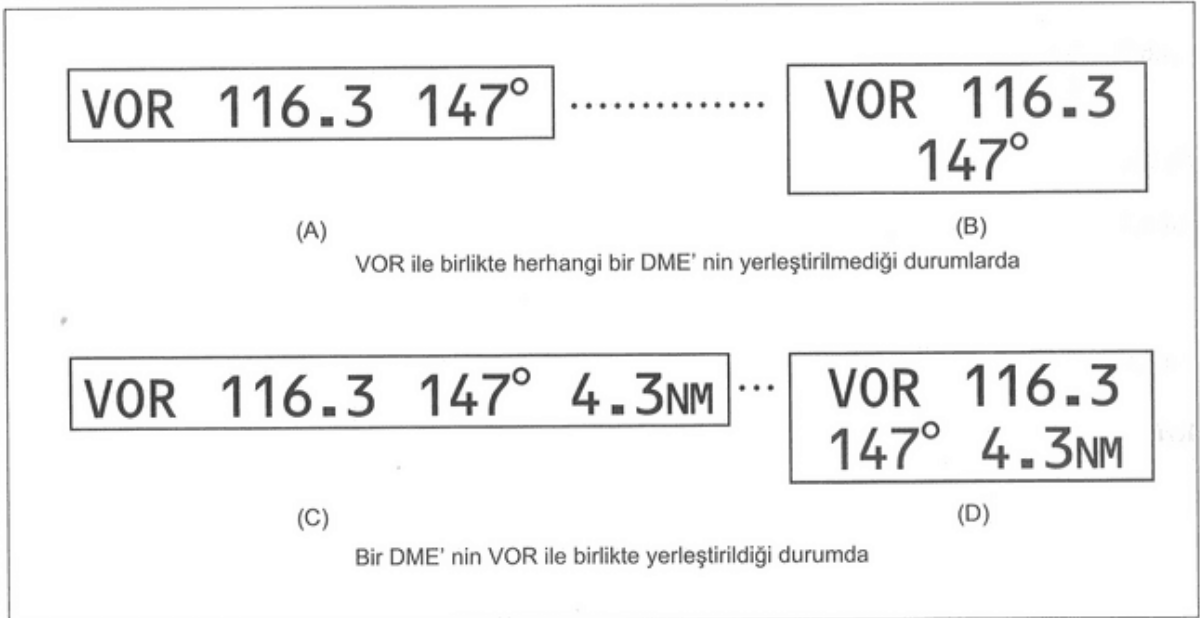 VOR 116.3 147° ..............
VOR 116.3
147°
(A)
(B)
VOR ile birlikte herhangi bir DME' nin yerleştirilmediği durumlarda
VOR 116.3 147° 4.3NM ...
VOR 116.3
147° 4.3NM
(C)
(D)
Bir DME' nin VOR ile birlikte yerleştirildiği durumda